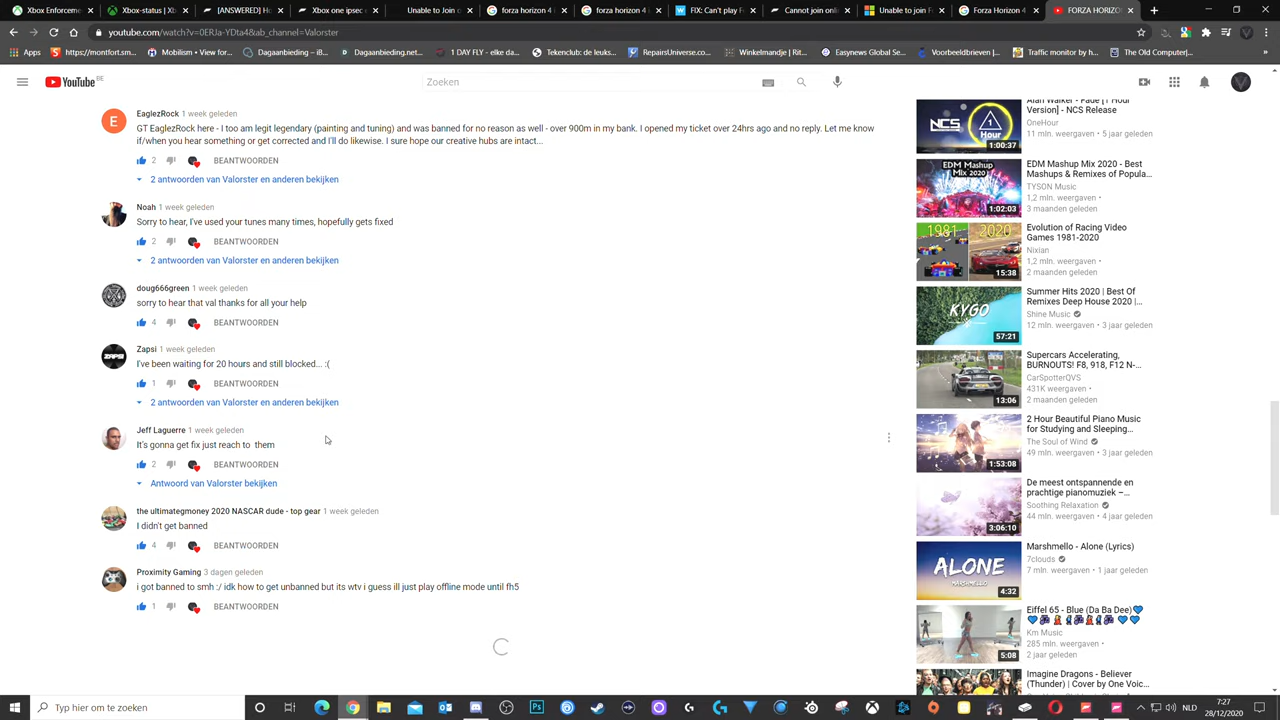 Xbox Enforceme
Xbox-status | Xb
[ANSWERED] Hc
Xbox one ipsec c
Unable to Join o
forza horizon 4 i
forza horizon 4 i
FIX: Can't play F
Cannot join onli
Unable to join F
Forza Horizon 4
FORZA HORIZO
youtube.com/watch?v=0ERJa-YDta4&ab_channel=Valorster
Apps
https://montfort.sm...
Mobilism • View for...
Dagaanbieding – iB...
Dagaanbieding.net...
1 DAY FLY - elke da...
Tekenclub: de leuks...
RepairsUniverse.co...
Winkelmandje | Rit...
Easynews Global Se...
Voorbeeldbrieven |...
Traffic monitor by h...
The Old Computer|...
YouTube BE
Zoeken
EaglezRock 1 week geleden
GT EaglezRock here - I too am legit legendary (painting and tuning) and was banned for no reason as well - over 900m in my bank. I opened my ticket over 24hrs ago and no reply. Let me know
if/when you hear something or get corrected and I'll do likewise. I sure hope our creative hubs are intact...
2 BEANTWOORDEN
2 antwoorden van Valorster en anderen bekijken
Noah 1 week geleden
Sorry to hear, I've used your tunes many times, hopefully gets fixed
2 BEANTWOORDEN
2 antwoorden van Valorster en anderen bekijken
doug666green 1 week geleden
sorry to hear that val thanks for all your help
4 BEANTWOORDEN
Zapsi 1 week geleden
I've been waiting for 20 hours and still blocked... :(
1 BEANTWOORDEN
2 antwoorden van Valorster en anderen bekijken
Jeff Laguerre 1 week geleden
It's gonna get fix just reach to them
2 BEANTWOORDEN
Antwoord van Valorster bekijken
the ultimategmoney 2020 NASCAR dude - top gear 1 week geleden
I didn't get banned
4 BEANTWOORDEN
Proximity Gaming 3 dagen geleden
i got banned to smh :/ idk how to get unbanned but its wtv i guess ill just play offline mode until fh5
1 BEANTWOORDEN
NCS
1 Hour
1:00:37
Alan Walker - Fade [1 Hour
Version] - NCS Release
OneHour
11 mln. weergaven • 5 jaar geleden
EDM Mashup
Mix 2020
1:02:03
EDM Mashup Mix 2020 - Best
Mashups & Remixes of Popula...
TYSON Music
1,2 mln. weergaven •
3 maanden geleden
1981 2020
15:38
Evolution of Racing Video
Games 1981-2020
Nixian
1,2 mln. weergaven •
2 maanden geleden
KYGO
57:21
Summer Hits 2020 | Best Of
Remixes Deep House 2020 |...
Shine Music
12 mln. weergaven • 3 jaar geleden
13:06
Supercars Accelerating,
BURNOUTS! F8, 918, F12 N-...
CarSpotterQVS
431K weergaven •
2 maanden geleden
1:53:08
2 Hour Beautiful Piano Music
for Studying and Sleeping...
The Soul of Wind
49 mln. weergaven • 3 jaar geleden
3:06:10
De meest ontspannende en
prachtige pianomuziek –...
Soothing Relaxation
44 mln. weergaven • 4 jaar geleden
ALONE
MARSHMELLO
4:32
Marshmello - Alone (Lyrics)
7clouds
7 mln. weergaven • 1 jaar geleden
5:08
Eiffel 65 - Blue (Da Ba Dee)
Km Music
285 mln. weergaven •
2 jaar geleden
Imagine Dragons - Believer
(Thunder) | Cover by One Voic...
Typ hier om te zoeken
NLD
7:27
28/12/2020